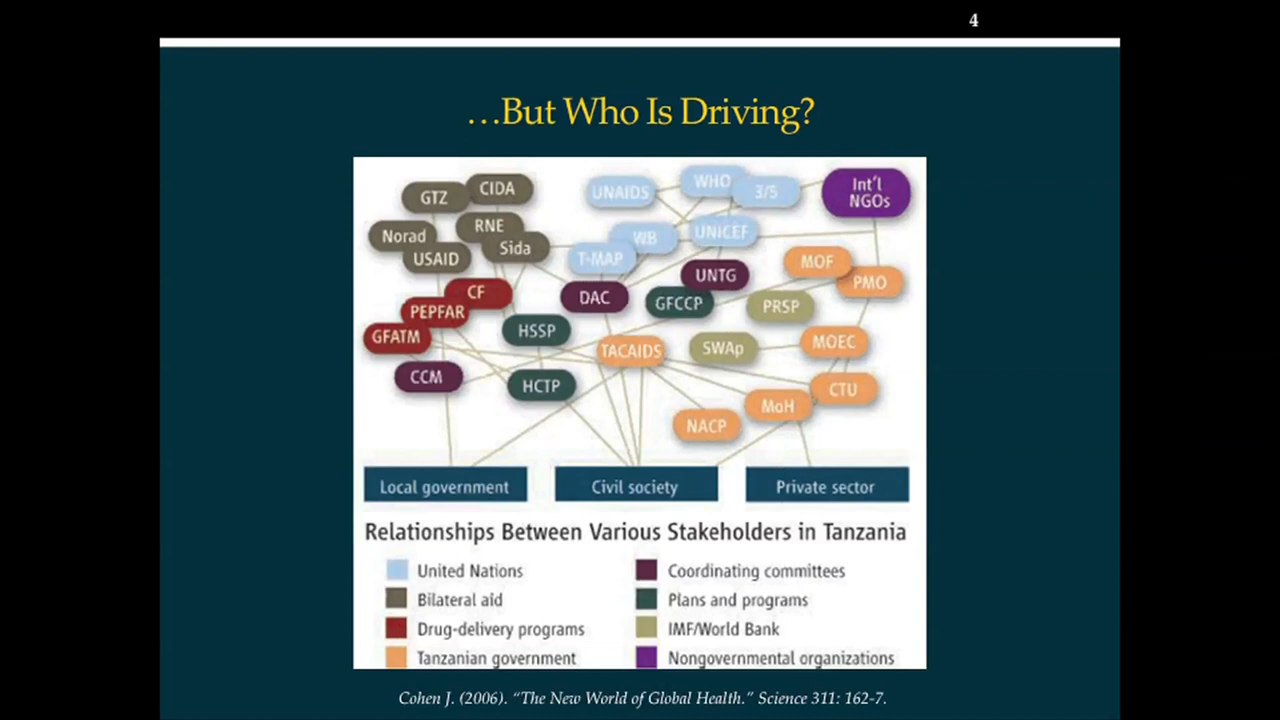 4
…But Who Is Driving?
GTZ
CIDA
UNAIDS
WHO
3/5
Int'l
NGOs
Norad
RNE
Sida
USAID
WB
UNICEF
T-MAP
UNTG
MOF
PMO
CF
DAC
GFCCP
PRSP
PEPFAR
GFATM
HSSP
TACAIDS
SWAp
MOEC
CCM
HCTP
CTU
MoH
NACP
Local government
Civil society
Private sector
Relationships Between Various Stakeholders in Tanzania
United Nations
Coordinating committees
Bilateral aid
Plans and programs
Drug-delivery programs
IMF/World Bank
Tanzanian government
Nongovernmental organizations
Cohen J. (2006). “The New World of Global Health.” Science 311: 162-7.